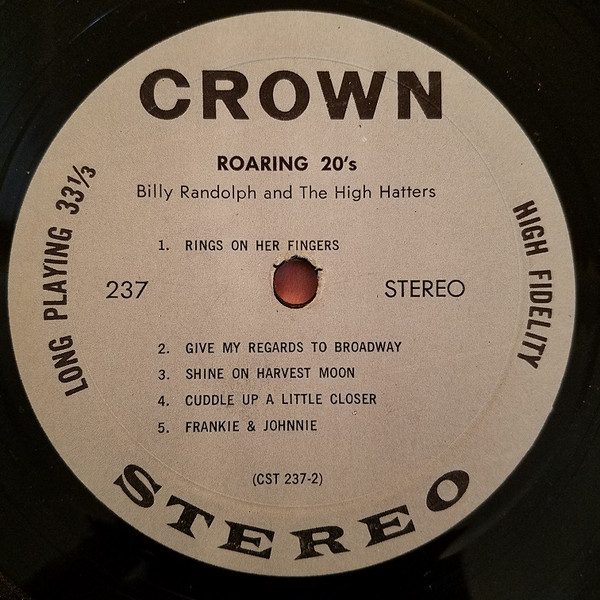 CROWN
ROARING 20's
Billy Randolph and The High Hatters
1. RINGS ON HER FINGERS
LONG PLAYING 33⅓
237
STEREO
HIGH FIDELITY
2. GIVE MY REGARDS TO BROADWAY
3. SHINE ON HARVEST MOON
4. CUDDLE UP A LITTLE CLOSER
5. FRANKIE & JOHNNIE
(CST 237-2)
STEREO